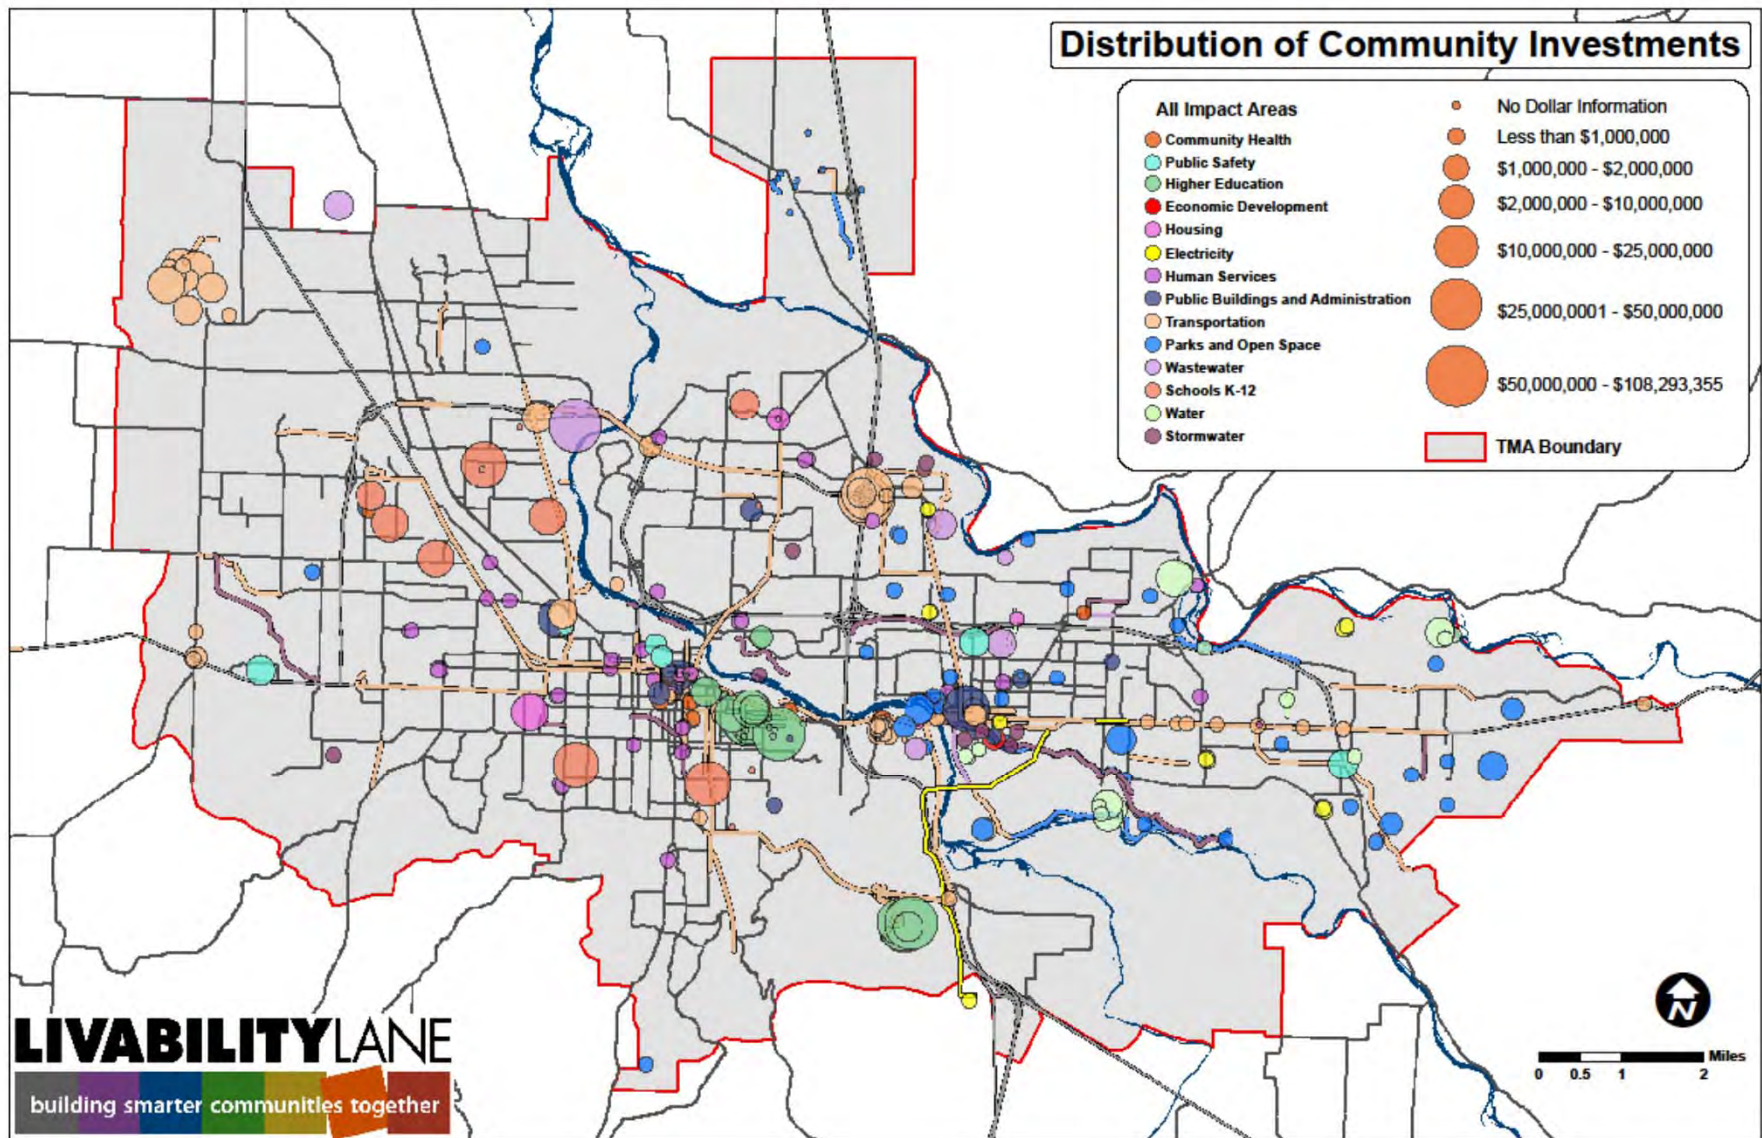 Distribution of Community Investments
All Impact Areas
Community Health
Public Safety
Higher Education
Economic Development
Housing
Electricity
Human Services
Public Buildings and Administration
Transportation
Parks and Open Space
Wastewater
Schools K-12
Water
Stormwater
No Dollar Information
Less than $1,000,000
$1,000,000 - $2,000,000
$2,000,000 - $10,000,000
$10,000,000 - $25,000,000
$25,000,0001 - $50,000,000
$50,000,000 - $108,293,355
TMA Boundary
LIVABILITYLANE
building smarter communities together
N
Miles
0 0.5 1 2